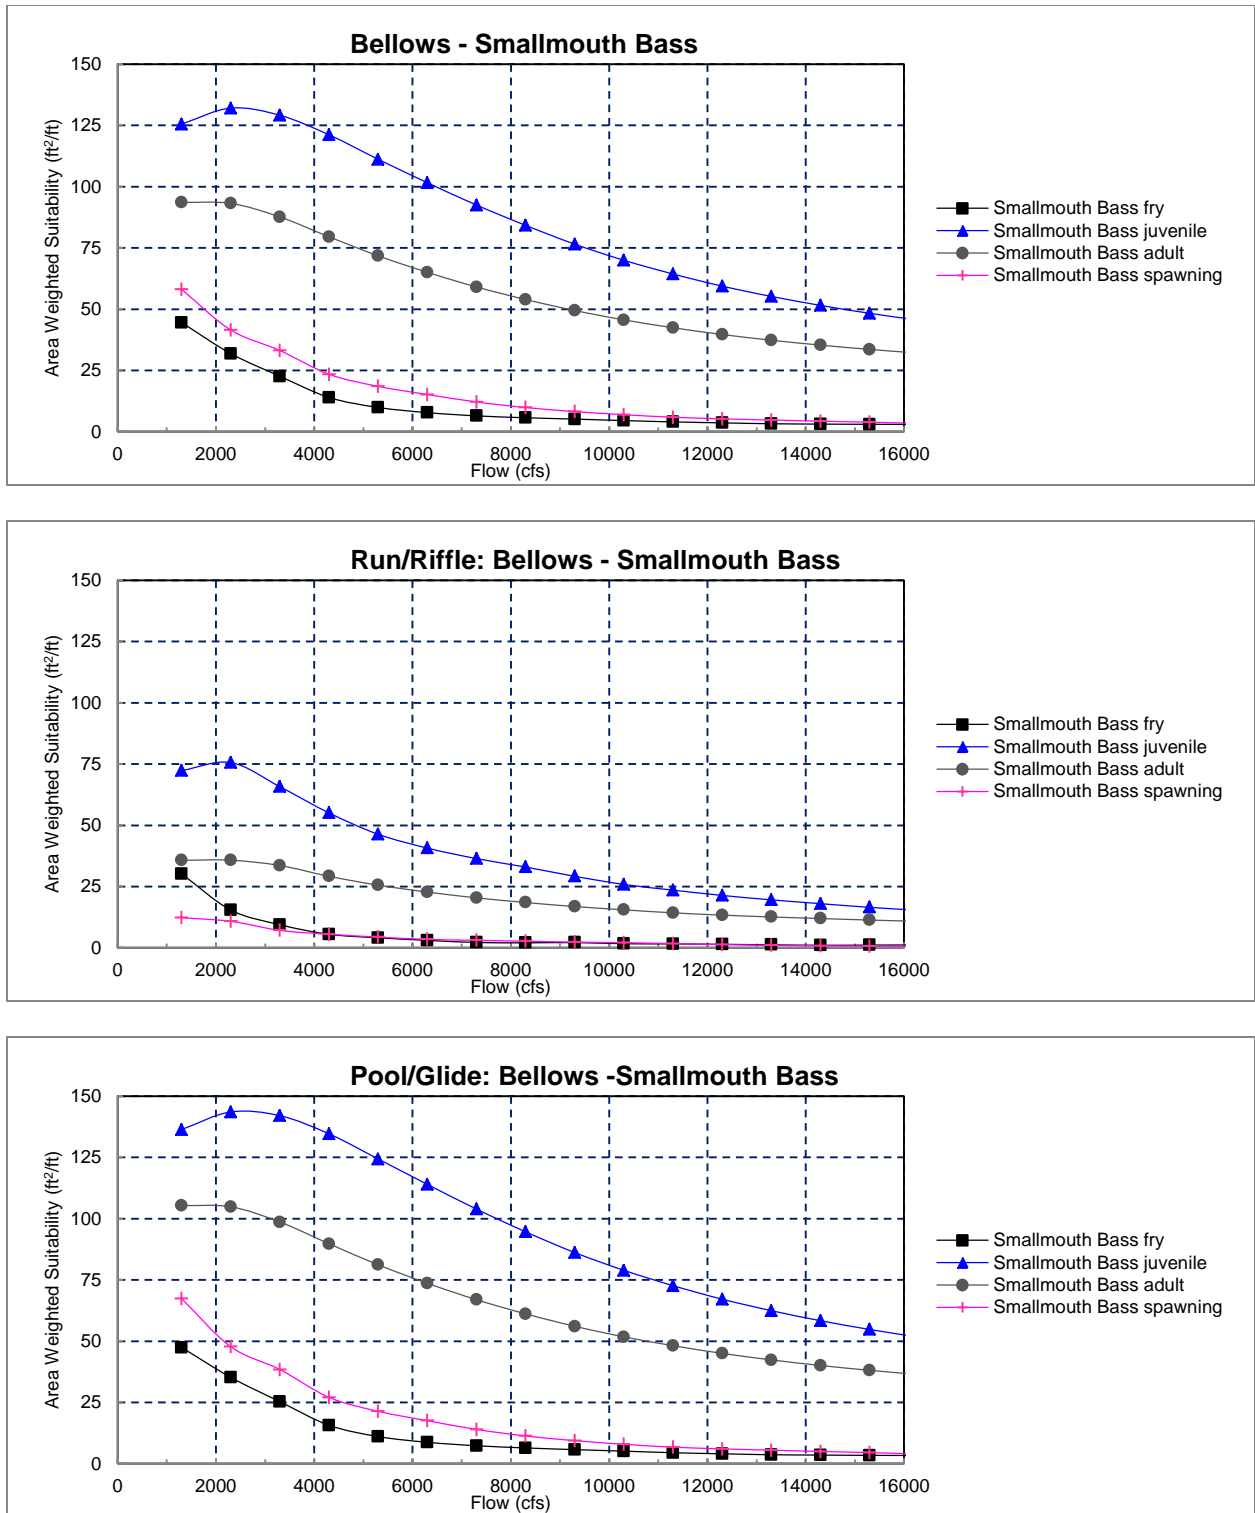 Bellows - Smallmouth Bass
150
125
100
75
50
25
0
Area Weighted Suitability (ft²/ft)
0 2000 4000 6000 8000 10000 12000 14000 16000
Flow (cfs)
Smallmouth Bass fry
Smallmouth Bass juvenile
Smallmouth Bass adult
Smallmouth Bass spawning
Run/Riffle: Bellows - Smallmouth Bass
150
125
100
75
50
25
0
Area Weighted Suitability (ft²/ft)
0 2000 4000 6000 8000 10000 12000 14000 16000
Flow (cfs)
Smallmouth Bass fry
Smallmouth Bass juvenile
Smallmouth Bass adult
Smallmouth Bass spawning
Pool/Glide: Bellows -Smallmouth Bass
150
125
100
75
50
25
0
Area Weighted Suitability (ft²/ft)
0 2000 4000 6000 8000 10000 12000 14000 16000
Flow (cfs)
Smallmouth Bass fry
Smallmouth Bass juvenile
Smallmouth Bass adult
Smallmouth Bass spawning